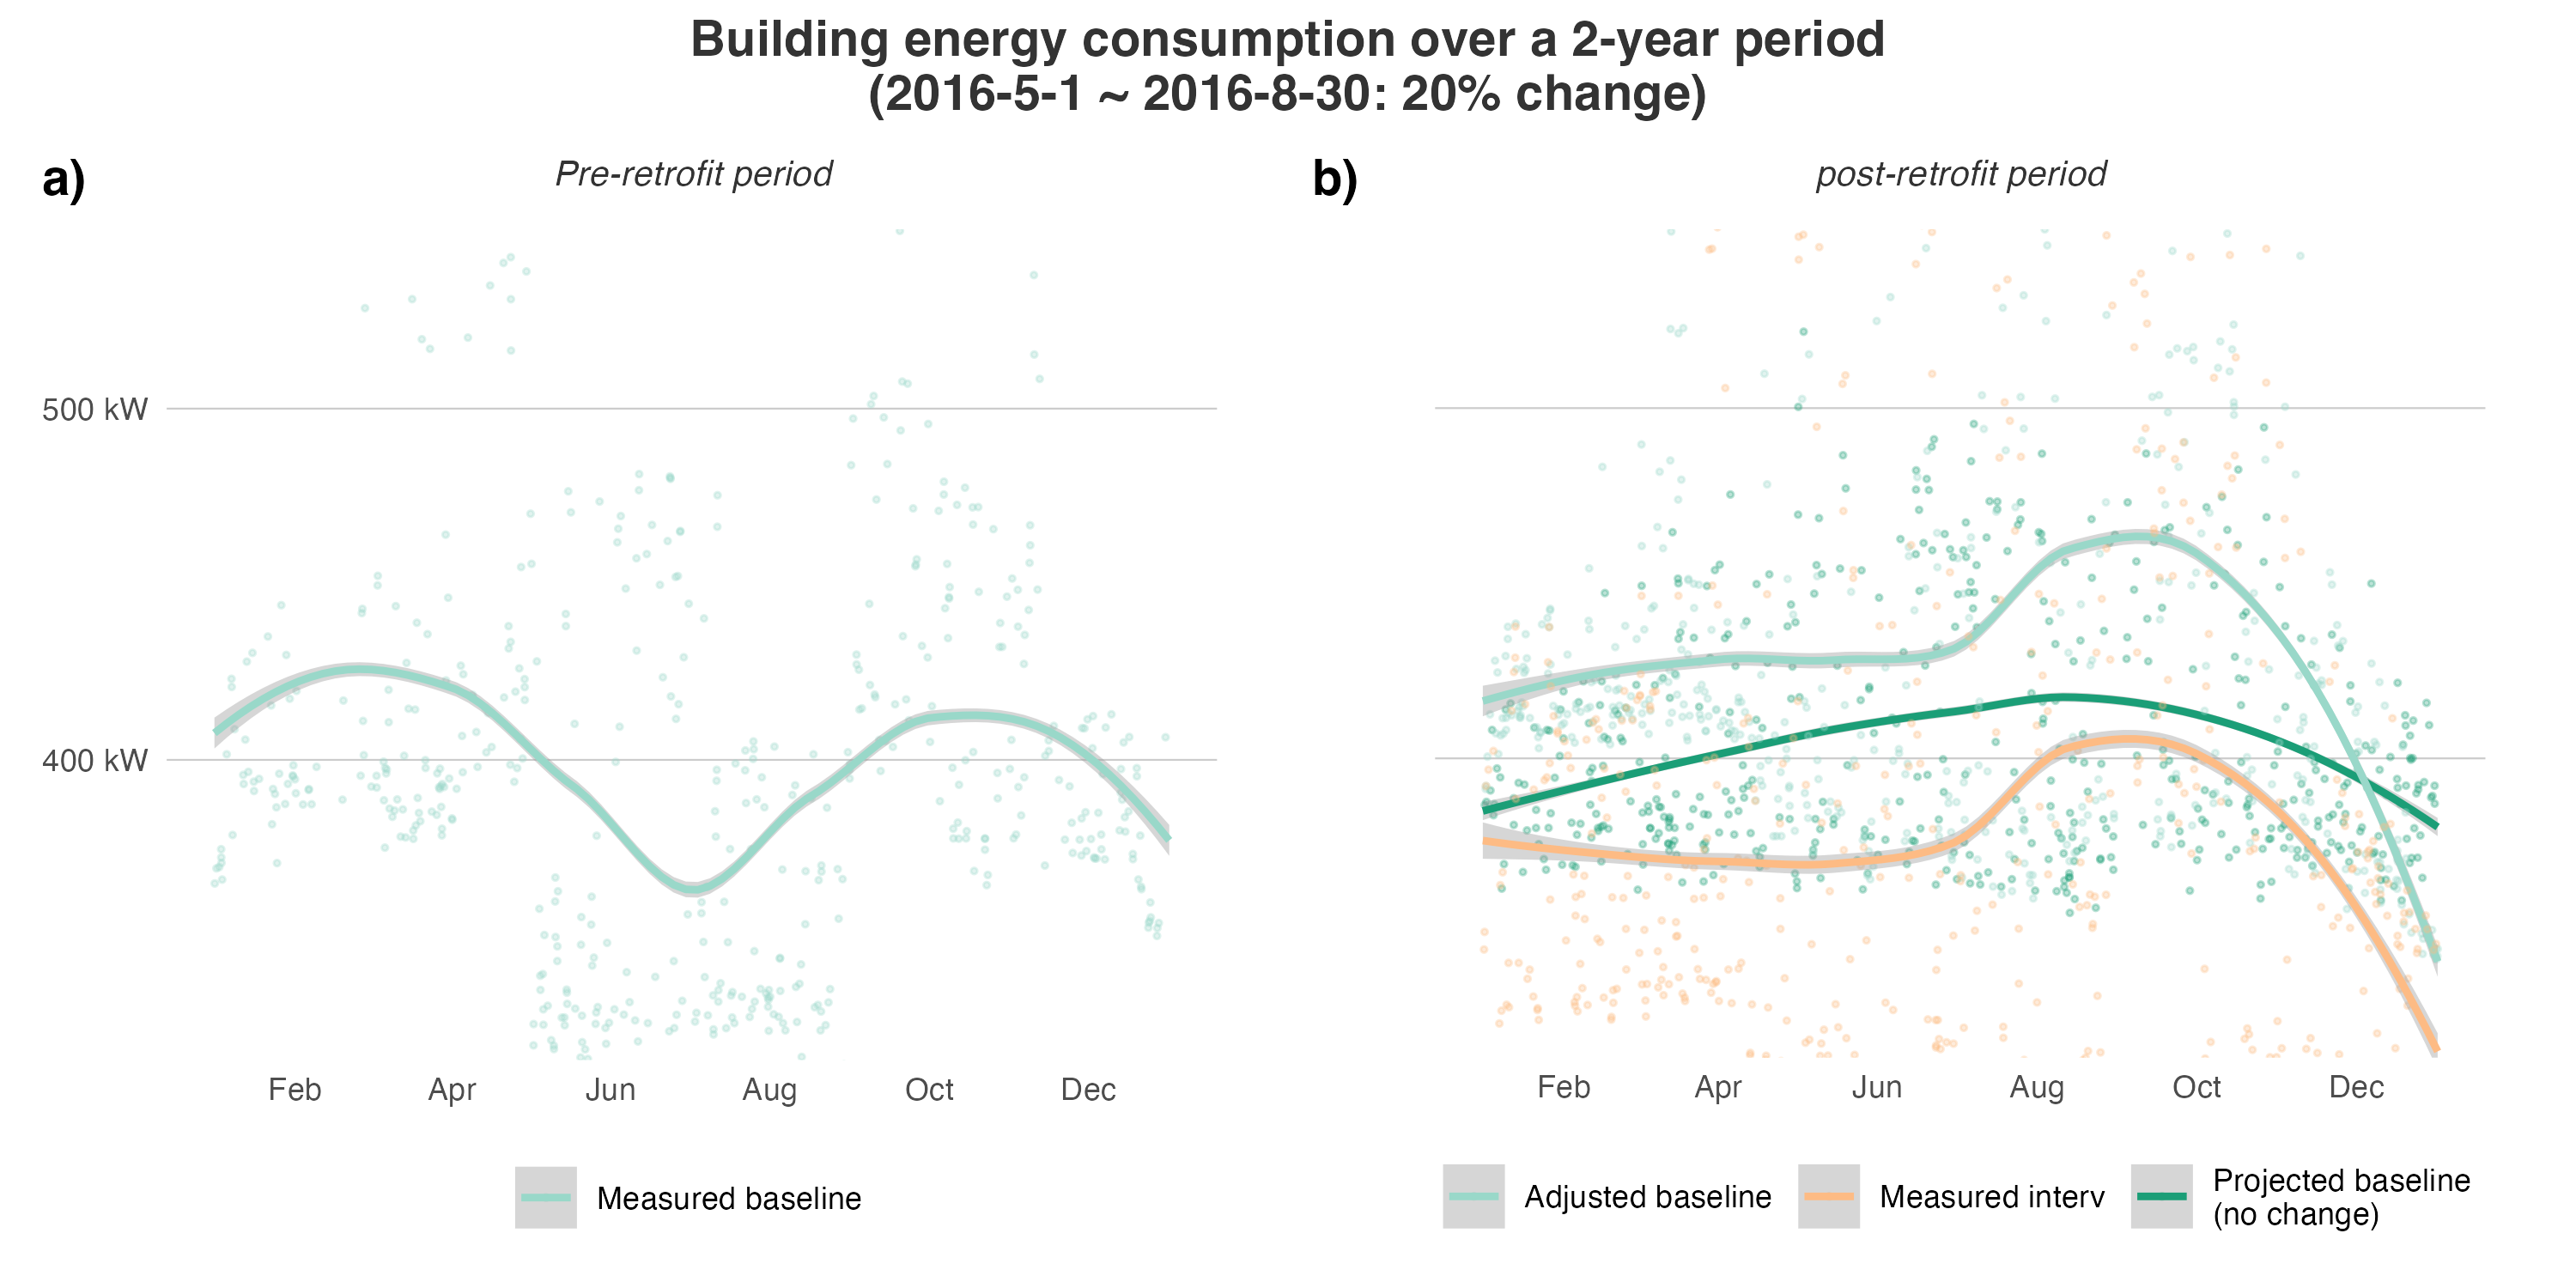 Building energy consumption over a 2-year period
(2016-5-1 ~ 2016-8-30: 20% change)
a)
Pre-retrofit period
500 kW
400 kW
Feb Apr Jun Aug Oct Dec
Measured baseline
b)
post-retrofit period
Feb Apr Jun Aug Oct Dec
Adjusted baseline
Measured interv
Projected baseline
(no change)